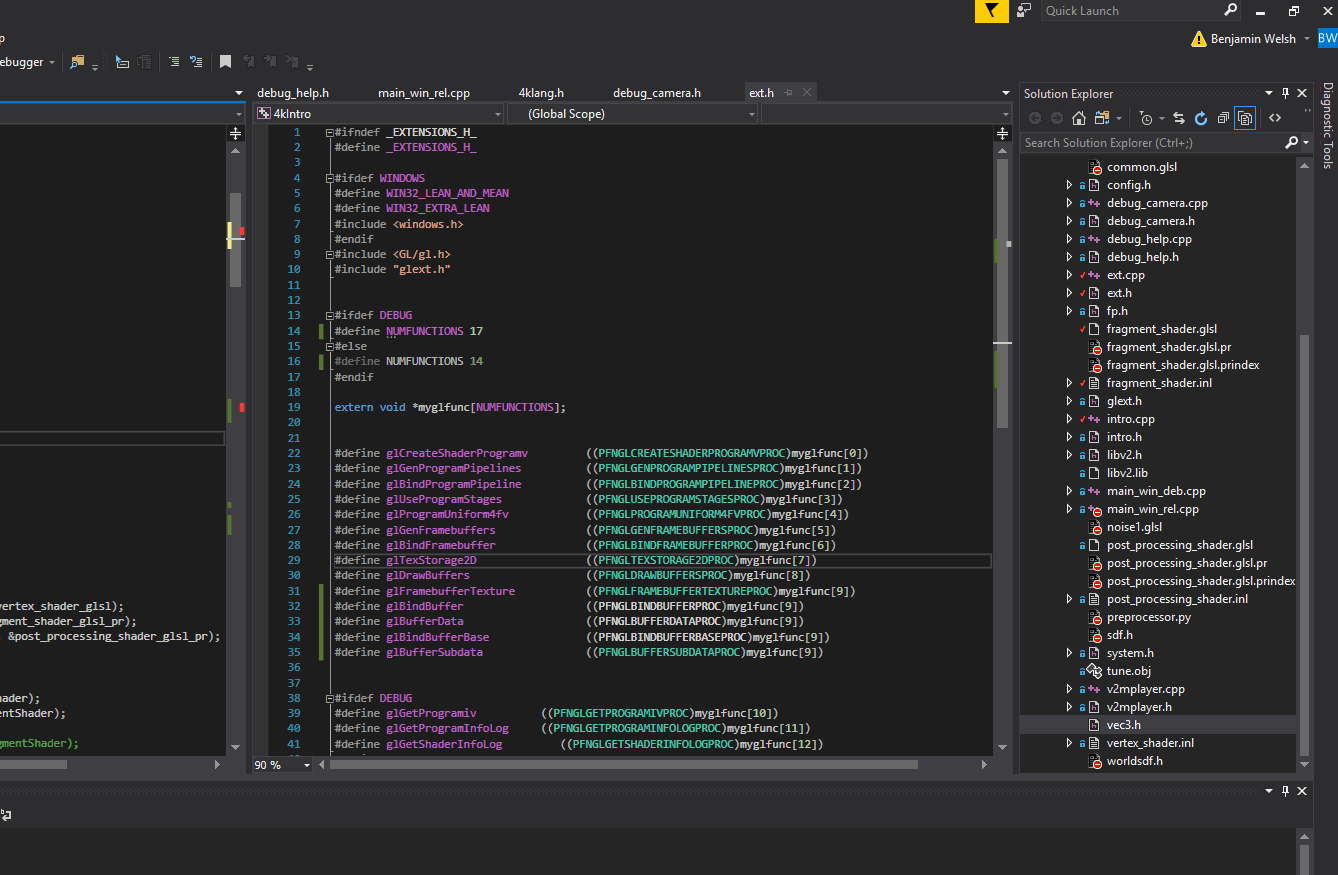 Quick Launch
p
Benjamin Welsh
BW
ebugger
debug_help.h main_win_rel.cpp 4klang.h debug_camera.h ext.h
4kIntro (Global Scope)
1 #ifndef _EXTENSIONS_H_
2 #define _EXTENSIONS_H_
3
4 #ifdef WINDOWS
5 #define WIN32_LEAN_AND_MEAN
6 #define WIN32_EXTRA_LEAN
7 #include <windows.h>
8 #endif
9 #include <GL/gl.h>
10 #include "glext.h"
11
12
13 #ifdef DEBUG
14 #define NUMFUNCTIONS 17
15 #else
16 #define NUMFUNCTIONS 14
17 #endif
18
19 extern void *myglfunc[NUMFUNCTIONS];
20
21
22 #define glCreateShaderProgramv ((PFNGLCREATESHADERPROGRAMVPROC)myglfunc[0])
23 #define glGenProgramPipelines ((PFNGLGENPROGRAMPIPELINESPROC)myglfunc[1])
24 #define glBindProgramPipeline ((PFNGLBINDPROGRAMPIPELINEPROC)myglfunc[2])
25 #define glUseProgramStages ((PFNGLUSEPROGRAMSTAGESPROC)myglfunc[3])
26 #define glProgramUniform4fv ((PFNGLPROGRAMUNIFORM4FVPROC)myglfunc[4])
27 #define glGenFramebuffers ((PFNGLGENFRAMEBUFFERSPROC)myglfunc[5])
28 #define glBindFramebuffer ((PFNGLBINDFRAMEBUFFERPROC)myglfunc[6])
29 #define glTexStorage2D ((PFNGLTEXSTORAGE2DPROC)myglfunc[7])
30 #define glDrawBuffers ((PFNGLDRAWBUFFERSPROC)myglfunc[8])
31 #define glFramebufferTexture ((PFNGLFRAMEBUFFERTEXTUREPROC)myglfunc[9])
32 #define glBindBuffer ((PFNGLBINDBUFFERPROC)myglfunc[9])
33 #define glBufferData ((PFNGLBUFFERDATAPROC)myglfunc[9])
34 #define glBindBufferBase ((PFNGLBINDBUFFERBASEPROC)myglfunc[9])
35 #define glBufferSubdata ((PFNGLBUFFERSUBDATAPROC)myglfunc[9])
36
37
38 #ifdef DEBUG
39 #define glGetProgramiv ((PFNGLGETPROGRAMIVPROC)myglfunc[10])
40 #define glGetProgramInfoLog ((PFNGLGETPROGRAMINFOLOGPROC)myglfunc[11])
41 #define glGetShaderInfoLog ((PFNGLGETSHADERINFOLOGPROC)myglfunc[12])
90 %
vertex_shader_glsl);
gment_shader_glsl_pr);
&post_processing_shader_glsl_pr);
ader);
entShader);
gmentShader);
Solution Explorer
Search Solution Explorer (Ctrl+;)
common.glsl
config.h
debug_camera.cpp
debug_camera.h
debug_help.cpp
debug_help.h
ext.cpp
ext.h
fp.h
fragment_shader.glsl
fragment_shader.glsl.pr
fragment_shader.glsl.prindex
fragment_shader.inl
glext.h
intro.cpp
intro.h
libv2.h
libv2.lib
main_win_deb.cpp
main_win_rel.cpp
noise1.glsl
post_processing_shader.glsl
post_processing_shader.glsl.pr
post_processing_shader.glsl.prindex
post_processing_shader.inl
preprocessor.py
sdf.h
system.h
tune.obj
v2mplayer.cpp
v2mplayer.h
vec3.h
vertex_shader.inl
worldsdf.h
Diagnostic Tools